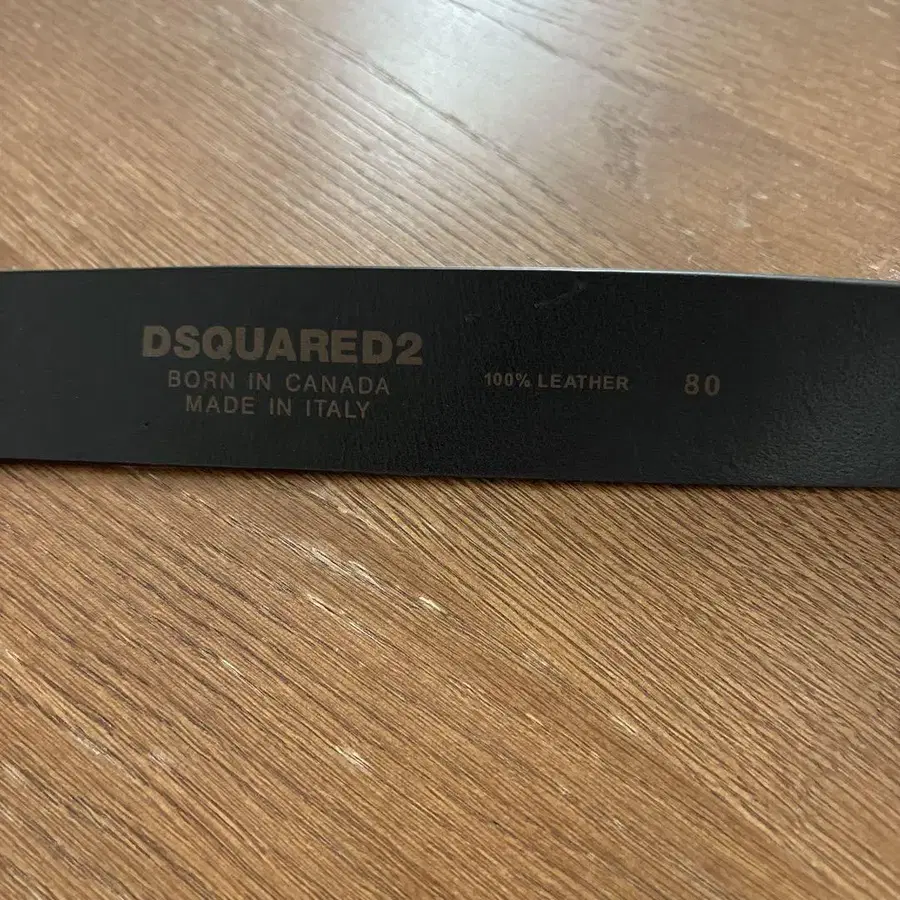 DSQUARED2
BORN IN CANADA
MADE IN ITALY
100% LEATHER
80